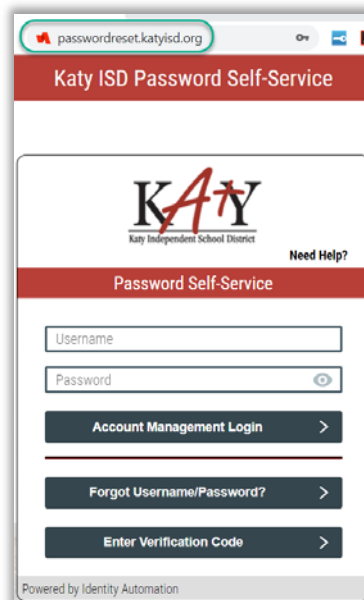 passwordreset.katyisd.org
Katy ISD Password Self-Service
KATY
Katy Independent School District
Need Help?
Password Self-Service
Username
Password
Account Management Login
Forgot Username/Password?
Enter Verification Code
Powered by Identity Automation